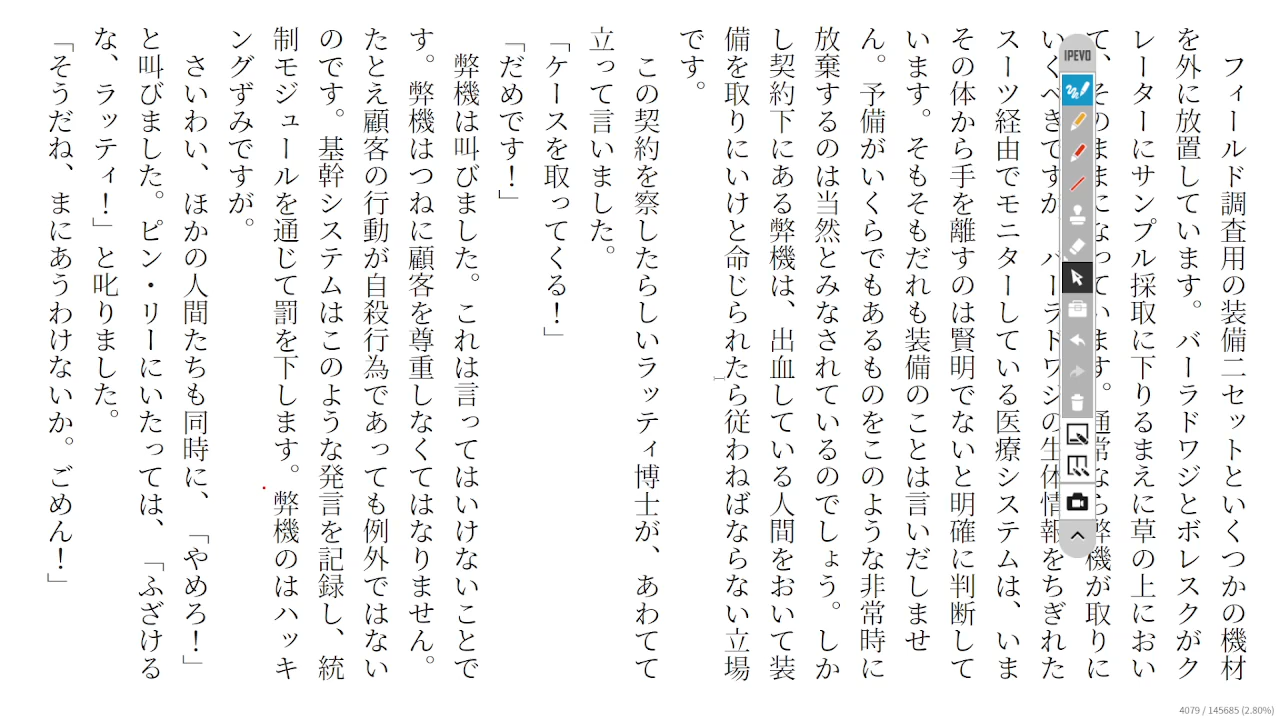 フィールド調査用の装備二セットといくつかの機材
を外に放置しています。バーラドワジとボレスクがク
レーターにサンプル採取に下りるまえに草の上におい
て、そのままになっています。通常なら弊機が取りに
いくべきですが、バーラドワジの生体情報をちぎれた
スーツ経由でモニターしている医療システムは、いま
その体から手を離すのは賢明でないと明確に判断して
います。そもそもだれも装備のことは言いだしませ
ん。予備がいくらでもあるものをこのような非常時に
放棄するのは当然とみなされているのでしょう。しか
し契約下にある弊機は、出血している人間をおいて装
備を取りにいけと命じられたら従わねばならない立場
です。
この契約を察したらしいラッティ博士が、あわてて
立って言いました。
「ケースを取ってくる！」
「だめです！」
弊機は叫びました。これは言ってはいけないことで
す。弊機はつねに顧客を尊重しなくてはなりません。
たとえ顧客の行動が自殺行為であっても例外ではない
のです。基幹システムはこのような発言を記録し、統
制モジュールを通じて罰を下します。弊機のはハッキ
ングずみですが。
さいわい、ほかの人間たちも同時に、「やめろ！」
と叫びました。ピン・リーにいたっては、「ふざける
な、ラッティ！」と叱りました。
「そうだね、まにあうわけないか。ごめん！」
IPEVO
4079 / 145685 (2.80%)